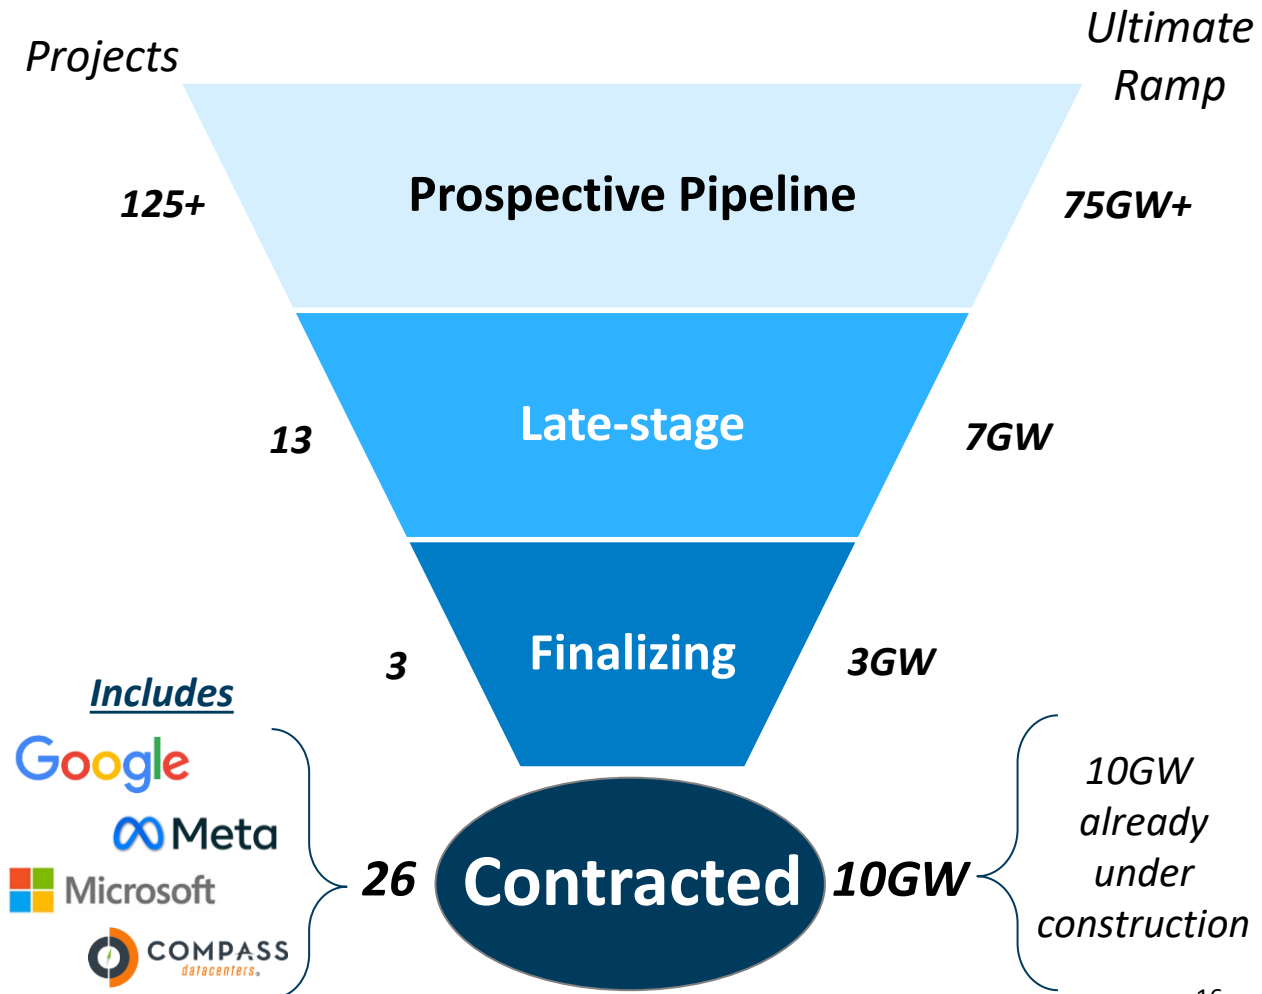 Projects
Ultimate
Ramp
125+
Prospective Pipeline
75GW+
13
Late-stage
7GW
3
Finalizing
3GW
Includes
Google
Meta
Microsoft
COMPASS
datacenters
26
Contracted
10GW
10GW
already
under
construction